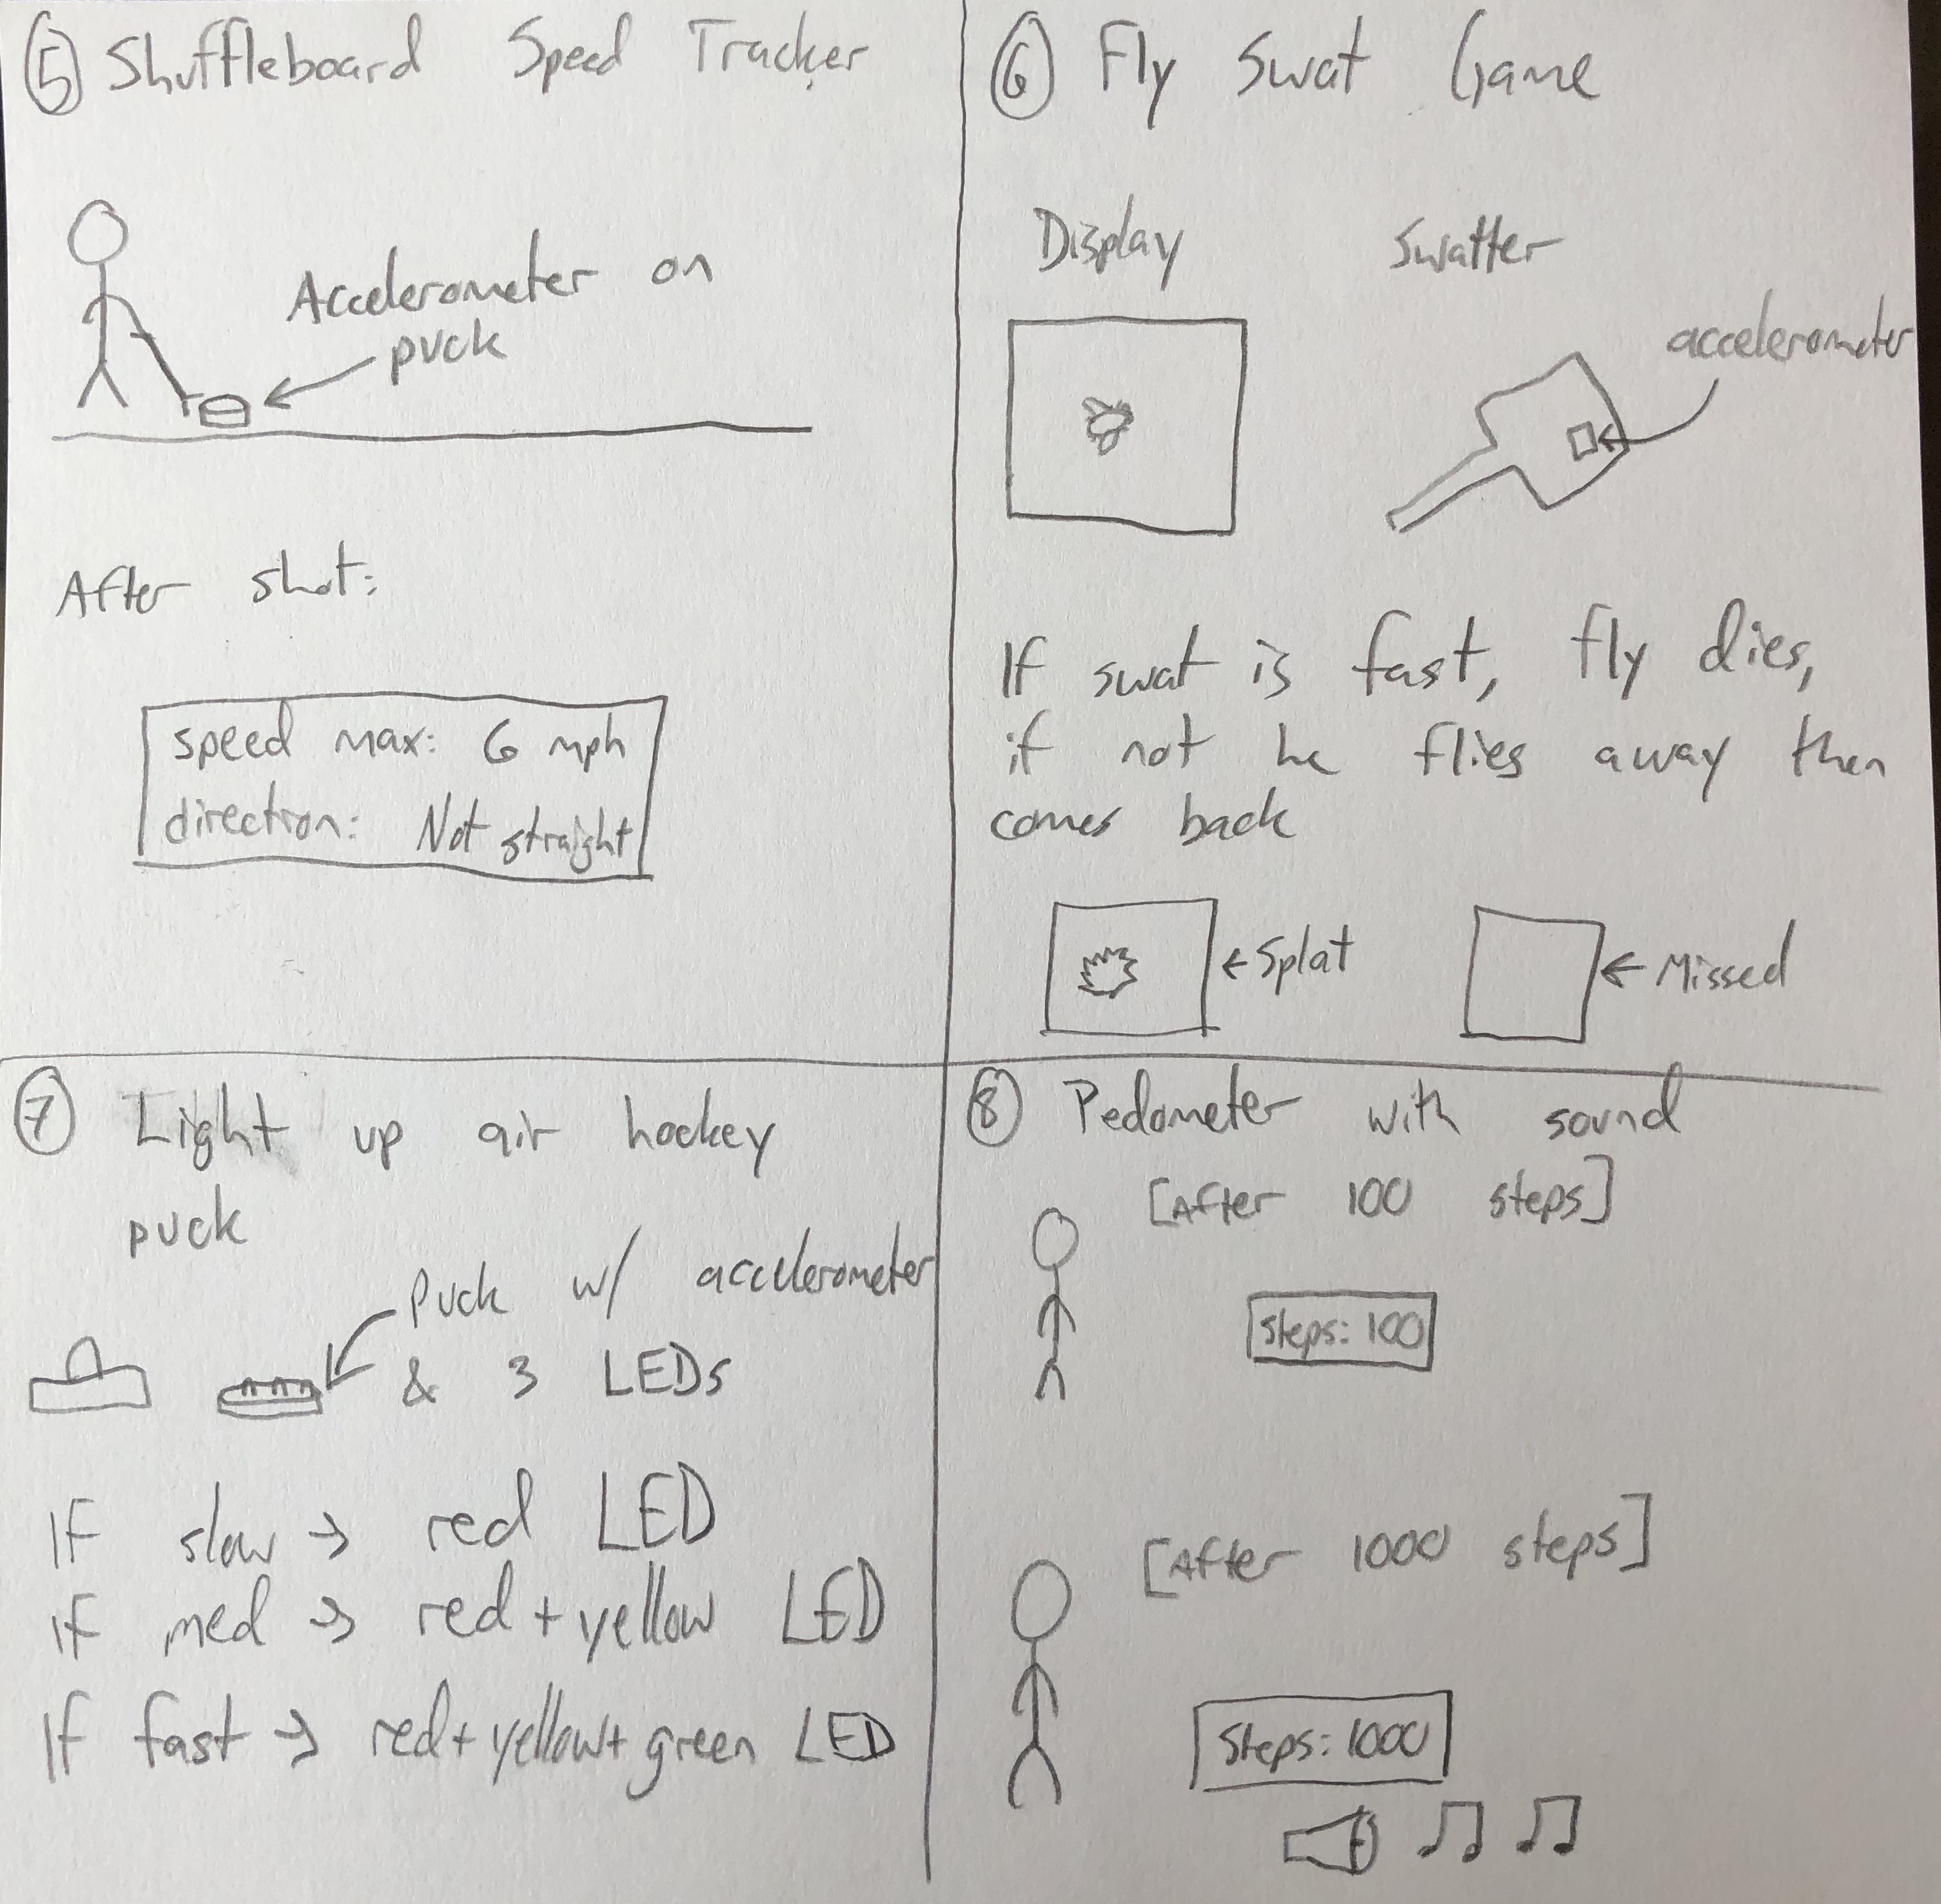 5 Shuffleboard Speed Tracker
Accelerometer on
puck
After shot:
speed max: 6 mph
direction: Not straight
6 Fly Swat Game
Display
Swatter
accelerometer
If swat is fast, fly dies,
if not he flies away then
comes back
Splat
Missed
7 Light up air hockey
puck
Puck w/ accelerometer
& 3 LEDs
If slow → red LED
If med → red + yellow LED
If fast → red + yellow + green LED
8 Pedometer with sound
[After 100 steps]
Steps: 100
[After 1000 steps]
Steps: 1000